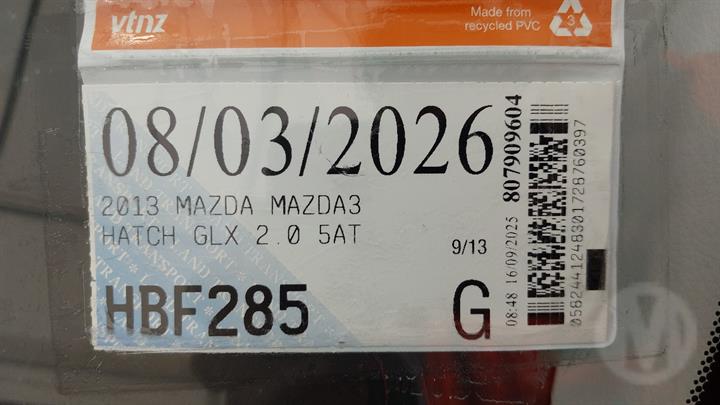 vtnz
Made from
recycled PVC
3
08/03/2026
2013 MAZDA MAZDA3
HATCH GLX 2.0 5AT
9/13
HBF285
G
08:48 16/09/2025 807909604
0582441248301728760397
M